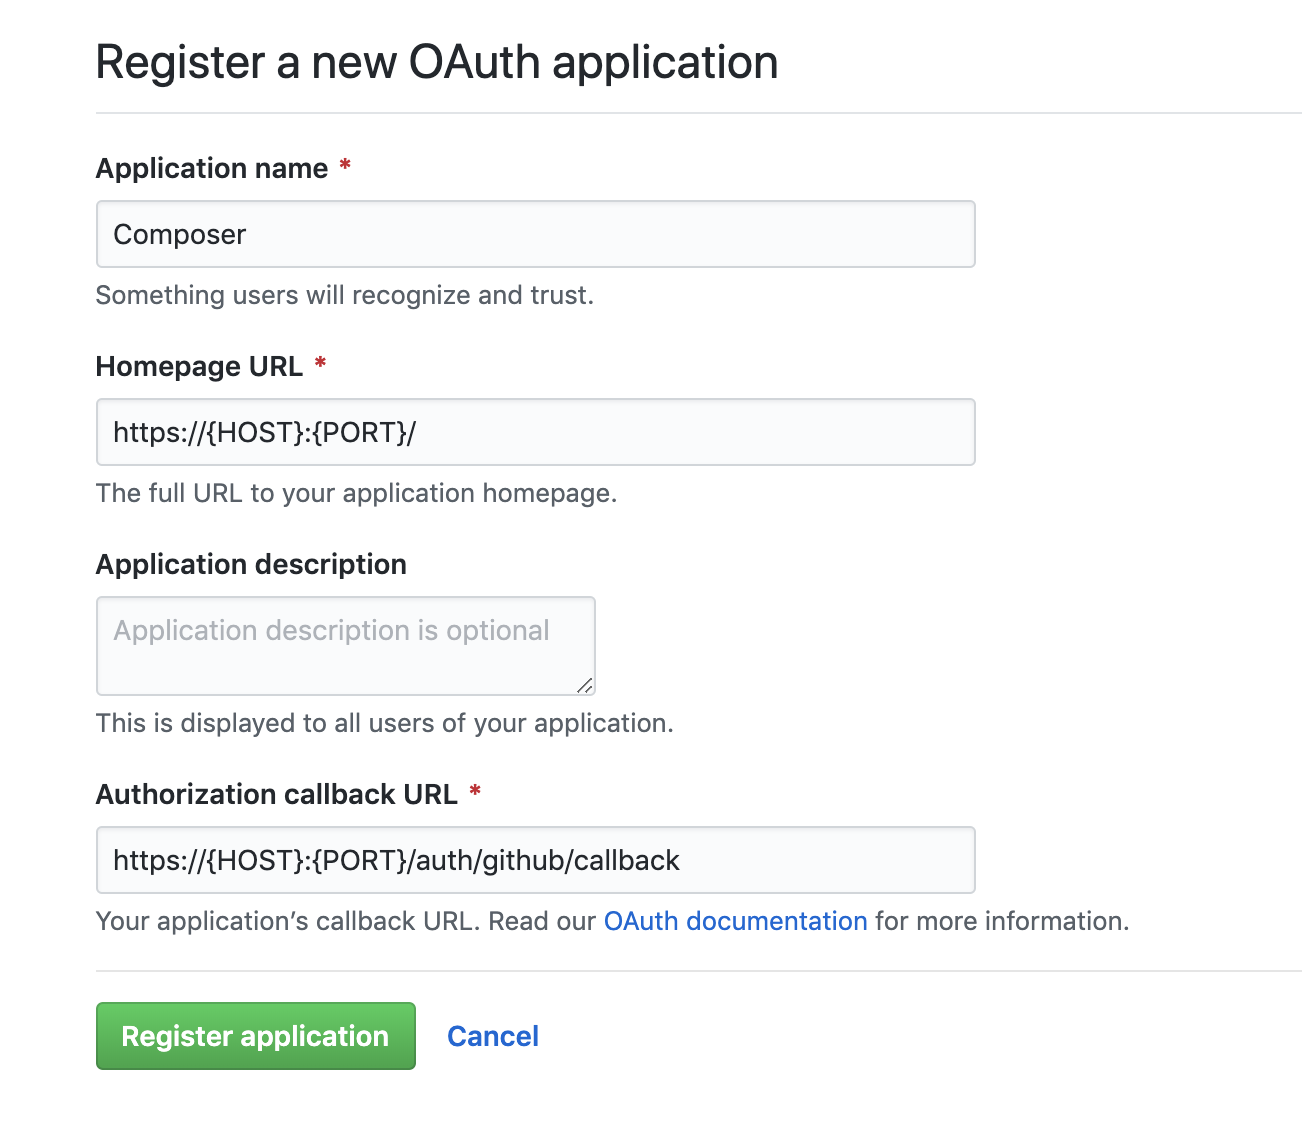 Register a new OAuth application
Application name *
Composer
Something users will recognize and trust.
Homepage URL *
https://{HOST}:{PORT}/
The full URL to your application homepage.
Application description
Application description is optional
This is displayed to all users of your application.
Authorization callback URL *
https://{HOST}:{PORT}/auth/github/callback
Your application’s callback URL. Read our OAuth documentation for more information.
Register application Cancel